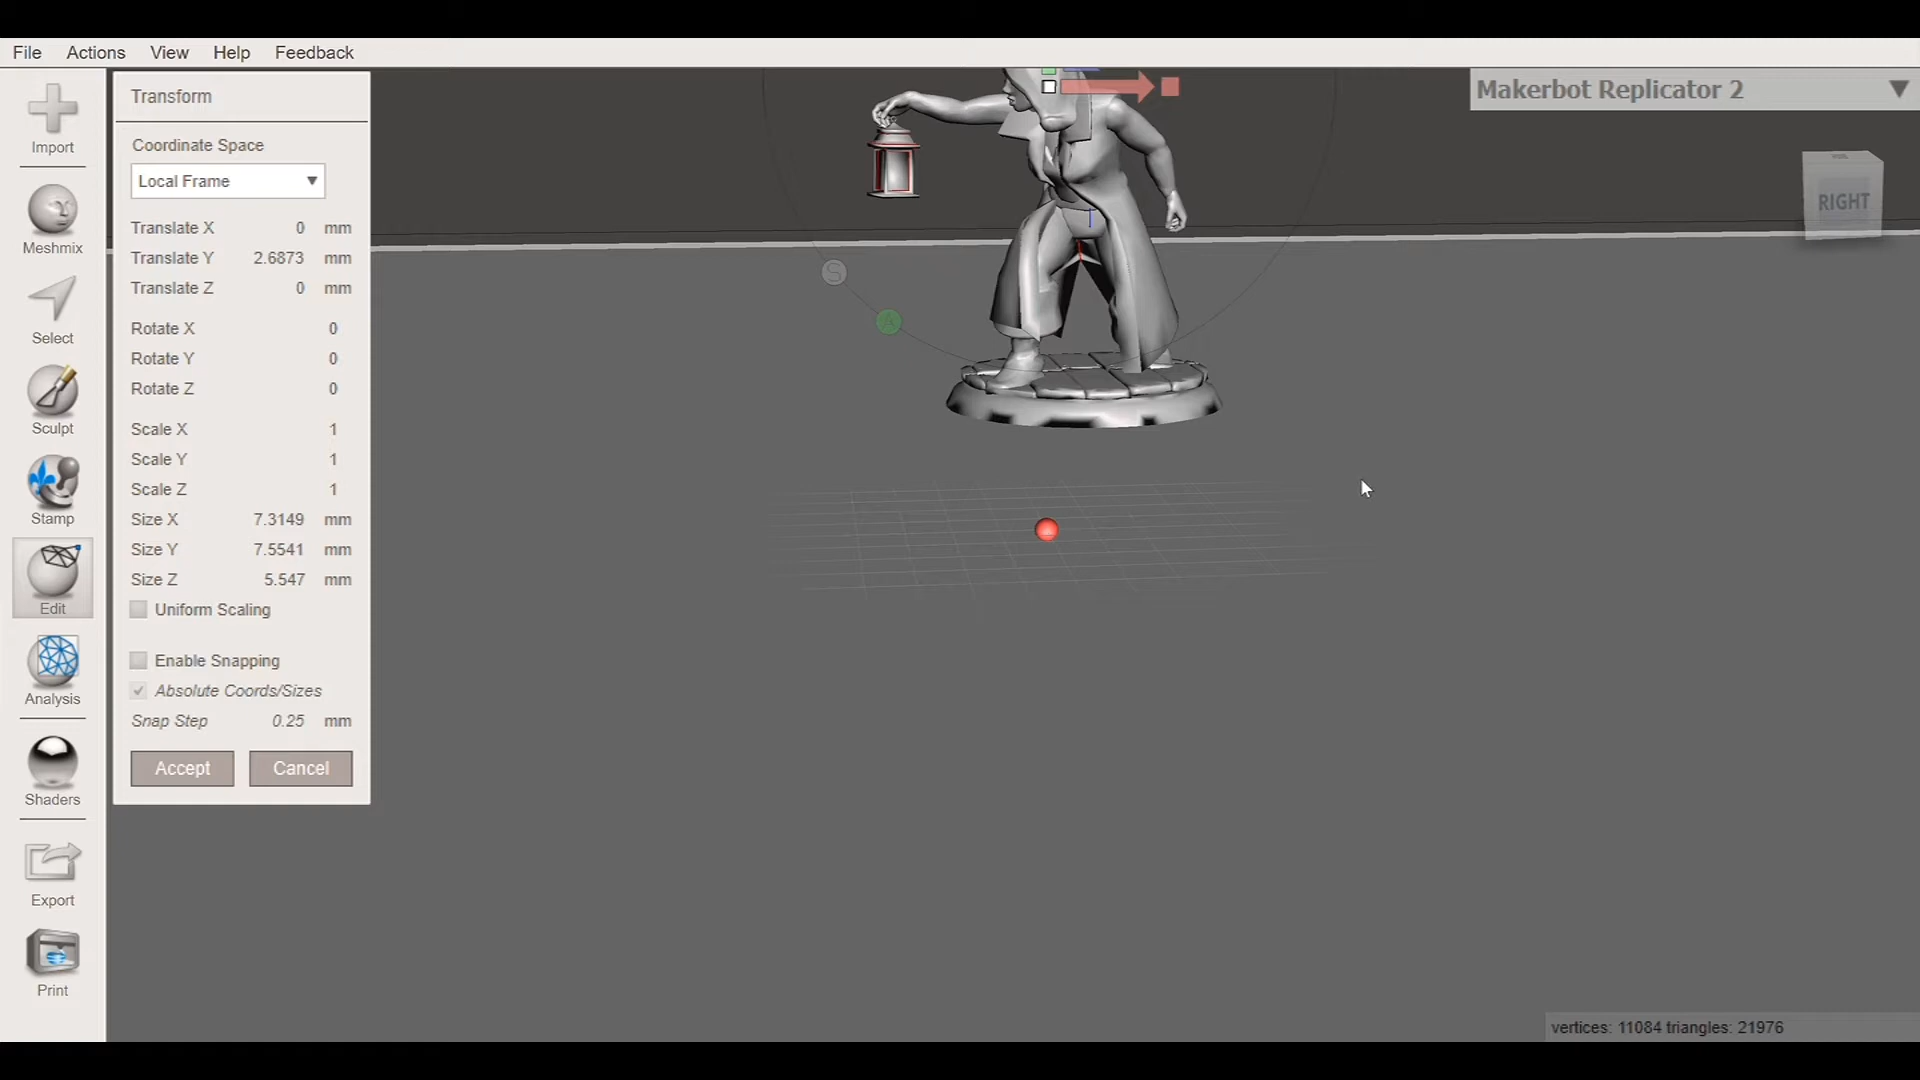 File Actions View Help Feedback
Makerbot Replicator 2
Import
Meshmix
Select
Sculpt
Stamp
Edit
Analysis
Shaders
Export
Print
Transform
Coordinate Space
Local Frame
Translate X 0 mm
Translate Y 2.6873 mm
Translate Z 0 mm
Rotate X 0
Rotate Y 0
Rotate Z 0
Scale X 1
Scale Y 1
Scale Z 1
Size X 7.3149 mm
Size Y 7.5541 mm
Size Z 5.547 mm
Uniform Scaling
Enable Snapping
Absolute Coords/Sizes
Snap Step 0.25 mm
Accept Cancel
S
A
RIGHT
vertices: 11084 triangles: 21976